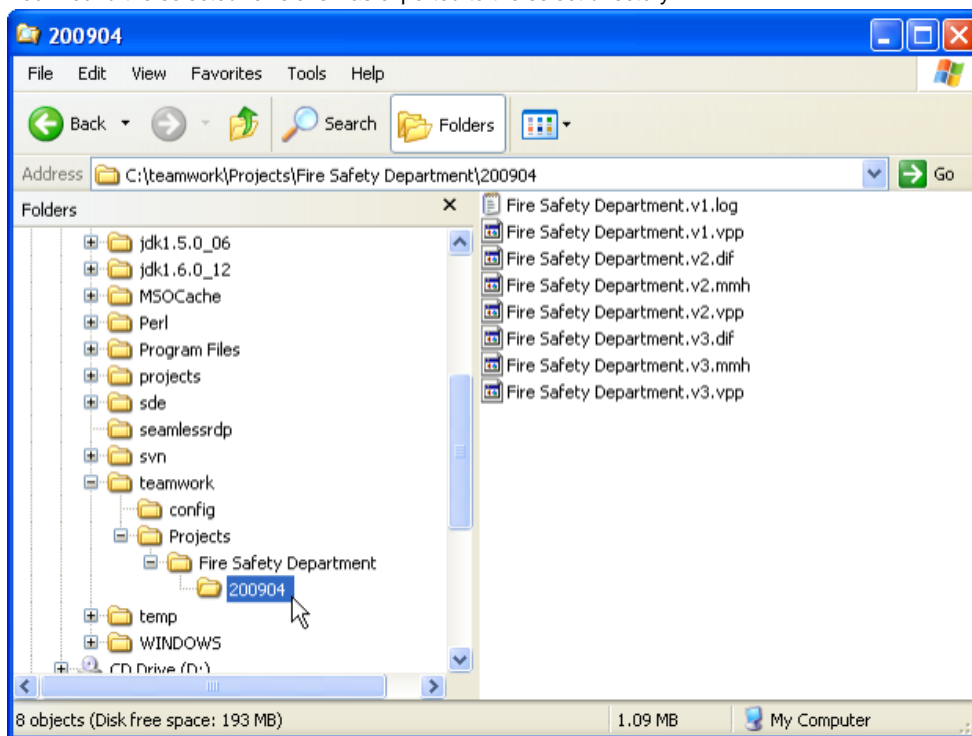 200904
File Edit View Favorites Tools Help
Back Search Folders
Address C:\teamwork\Projects\Fire Safety Department\200904 Go
Folders
jdk1.5.0_06
jdk1.6.0_12
MSOCache
Perl
Program Files
projects
sde
seamlessrdp
svn
teamwork
config
Projects
Fire Safety Department
200904
temp
WINDOWS
CD Drive (D:)
Fire Safety Department.v1.log
Fire Safety Department.v1.vpp
Fire Safety Department.v2.dif
Fire Safety Department.v2.mmh
Fire Safety Department.v2.vpp
Fire Safety Department.v3.dif
Fire Safety Department.v3.mmh
Fire Safety Department.v3.vpp
8 objects (Disk free space: 193 MB) 1.09 MB My Computer